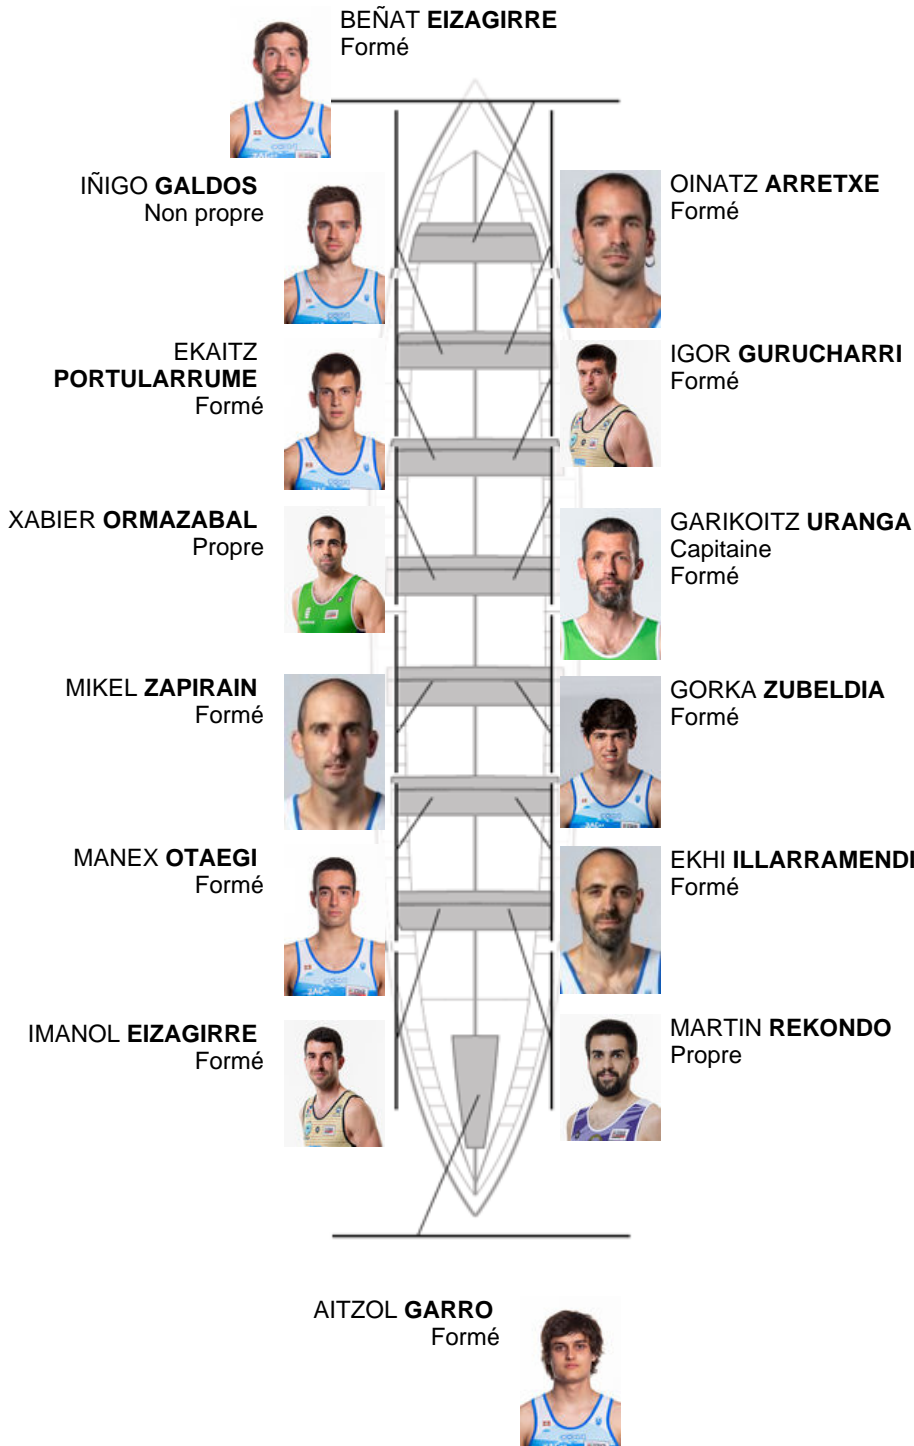 BEÑAT EIZAGIRRE
Formé
IÑIGO GALDOS
Non propre
OINATZ ARRETXE
Formé
EKAITZ
PORTULARRUME
Formé
IGOR GURUCHARRI
Formé
XABIER ORMAZABAL
Propre
GARIKOITZ URANGA
Capitaine
Formé
MIKEL ZAPIRAIN
Formé
GORKA ZUBELDIA
Formé
MANEX OTAEGI
Formé
EKHI ILLARRAMENDI
Formé
IMANOL EIZAGIRRE
Formé
MARTIN REKONDO
Propre
AITZOL GARRO
Formé